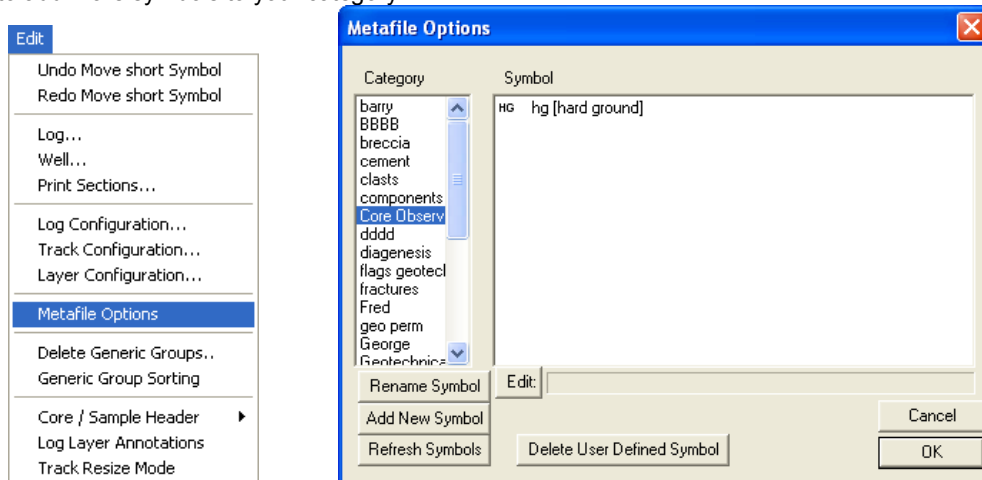 Edit
Undo Move short Symbol
Redo Move short Symbol
Log...
Well...
Print Sections...
Log Configuration...
Track Configuration...
Layer Configuration...
Metafile Options
Delete Generic Groups..
Generic Group Sorting
Core / Sample Header
Log Layer Annotations
Track Resize Mode
Metafile Options
Category
Symbol
barry
BBBB
breccia
cement
clasts
components
Core Observ
dddd
diagenesis
flags geotecl
fractures
Fred
geo perm
George
Geotechnica
HG hg [hard ground]
Rename Symbol
Edit:
Add New Symbol
Cancel
Refresh Symbols
Delete User Defined Symbol
OK